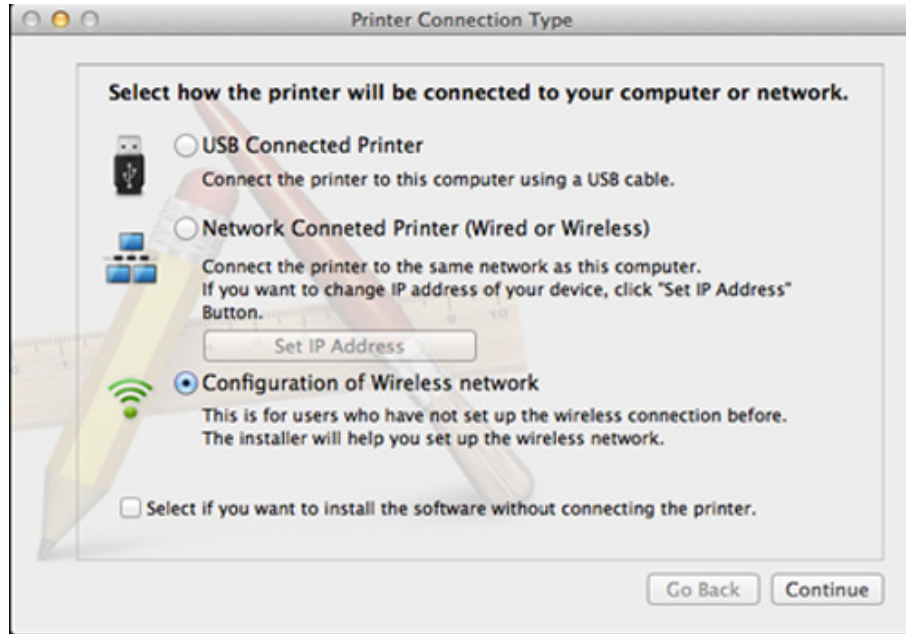 Printer Connection Type
Select how the printer will be connected to your computer or network.
USB Connected Printer
Connect the printer to this computer using a USB cable.
Network Conneted Printer (Wired or Wireless)
Connect the printer to the same network as this computer.
If you want to change IP address of your device, click "Set IP Address"
Button.
Set IP Address
Configuration of Wireless network
This is for users who have not set up the wireless connection before.
The installer will help you set up the wireless network.
Select if you want to install the software without connecting the printer.
Go Back Continue